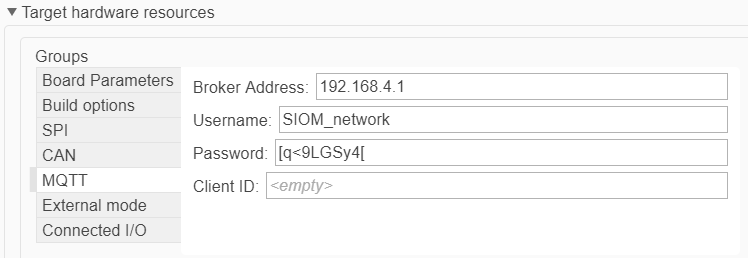 Target hardware resources
Groups
Board Parameters
Build options
SPI
CAN
MQTT
External mode
Connected I/O
Broker Address: 192.168.4.1
Username: SIOM_network
Password: [q<9LGSy4[
Client ID: <empty>